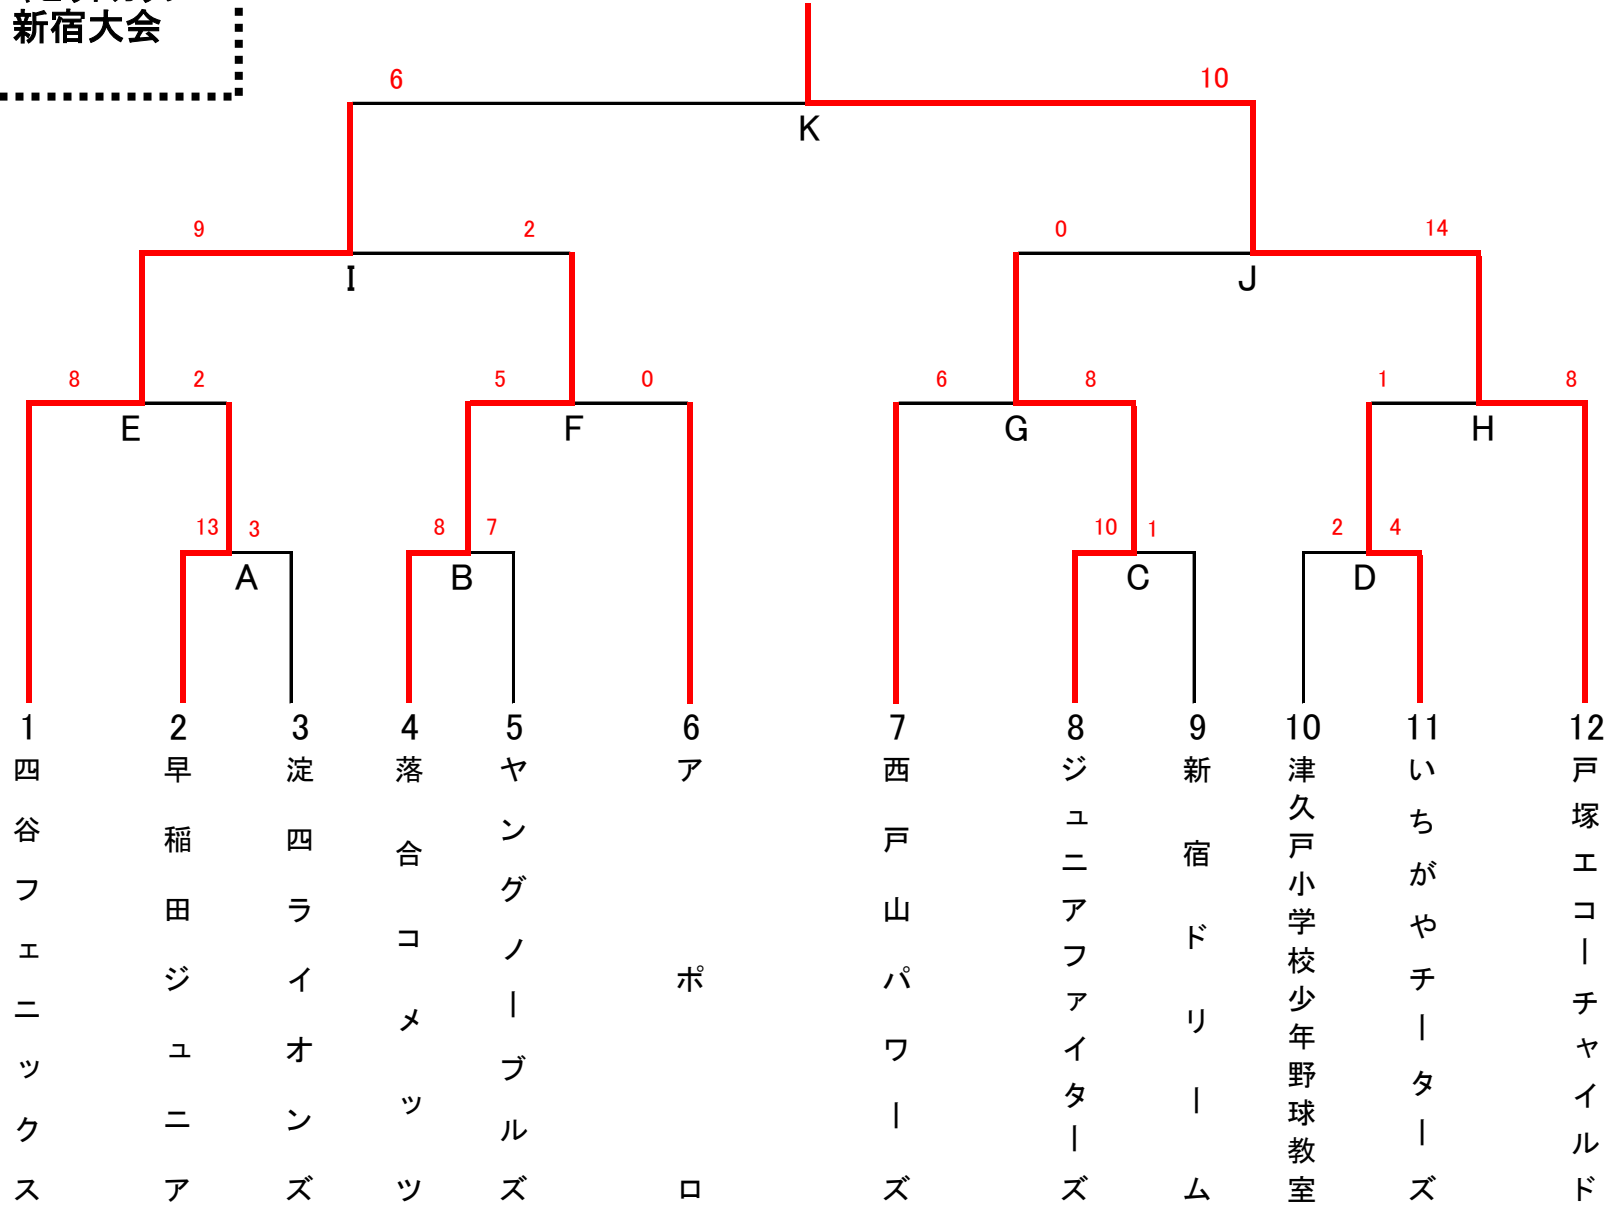 新宿大会
6 10
K
9 2 0 14
I J
8 2 5 0 6 8 1 8
E F G H
13 3 8 7 10 1 2 4
A B C D
1 2 3 4 5 6 7 8 9 10 11 12
四谷フェニックス
早稲田ジュニア
淀四ライオンズ
落合コメッツ
ヤングノーブルズ
アポロ
西戸山パワーズ
ジュニアファイターズ
新宿ドリーム
津久戸小学校少年野球教室
いちがやチーターズ
戸塚エコーチャイルド